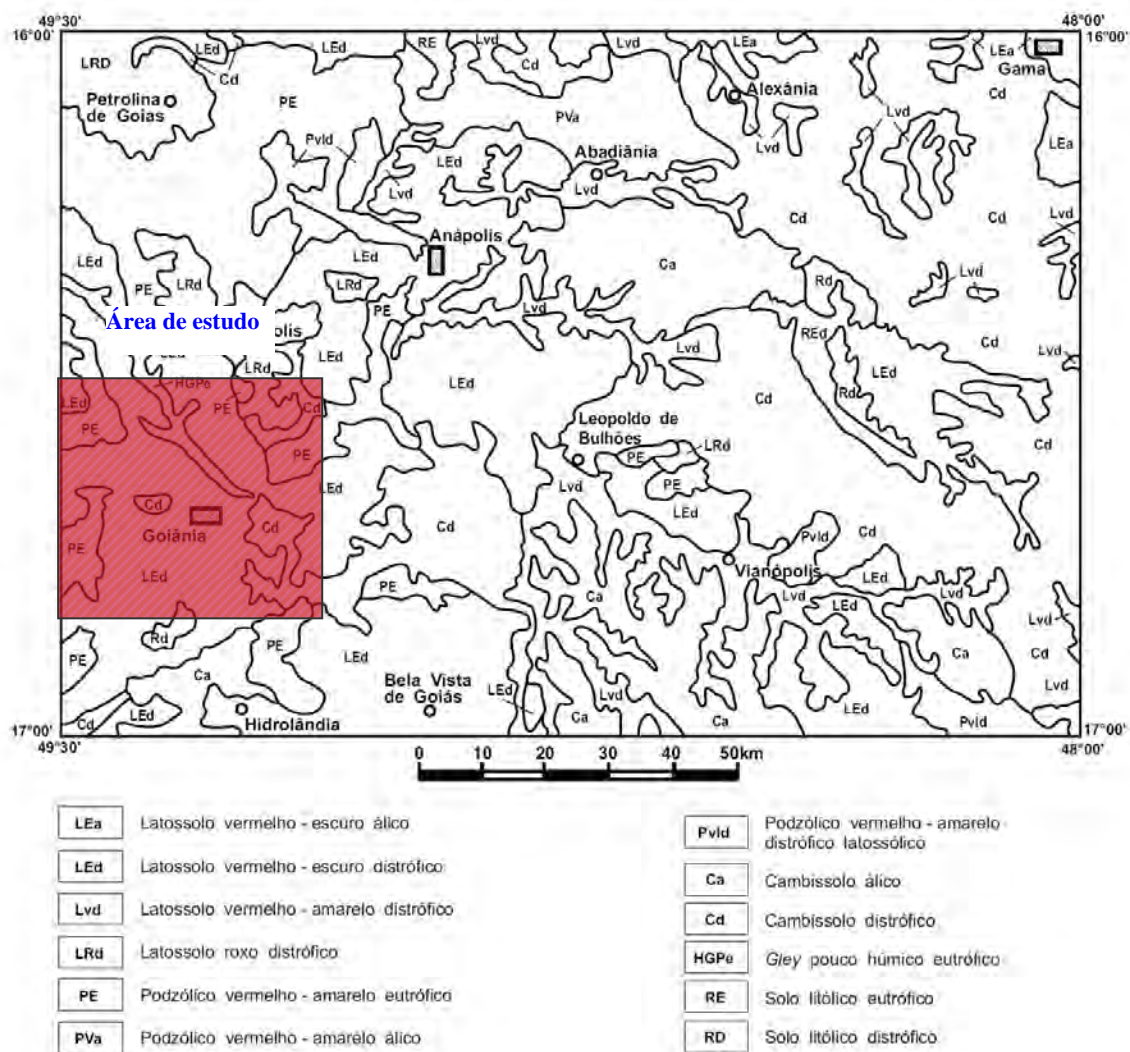 49°30' 48°00'
16°00' LEd LEd RE Lvd Lvd LEa LEa 16°00'
LRD Cd Cd Gama
Petrolina de Goias PE Alexânia Cd
PVa Lvd
Pvld LEd Abadiânia Lvd LEa
Lvd Lvd Cd Cd Lvd
Anápolis
LEd LEd Ca
PE LRd LRd Rd Lvd
Área de estudo PE Lvd
olis REd Cd
LRd LEd LEd Lvd LEd Lvd
HGPe
LEd PE Cd Cd Rd
PE Leopoldo de
Bulhões LRd Cd
PE
LEd Lvd PE
Cd Cd LEd Cd
Goiânia Cd Pvld
PE Vianópolis
LEd PE Ca LEd
Lvd LEd Lvd Lvd
Rd PE
PE Ca LEd Ca Cd
Bela Vista
de Goiás LEd Lvd Lvd
Cd LEd Hidrolândia Ca Ca LEd Pvld
17°00' 17°00'
49°30' 48°00'
0 10 20 30 40 50km
LEa Latossolo vermelho - escuro álico
LEd Latossolo vermelho - escuro distrófico
Lvd Latossolo vermelho - amarelo distrófico
LRd Latossolo roxo distrófico
PE Podzólico vermelho - amarelo eutrófico
PVa Podzólico vermelho - amarelo álico
Pvld Podzólico vermelho - amarelo
distrófico latossólico
Ca Cambissolo álico
Cd Cambissolo distrófico
HGPe Gley pouco húmico eutrófico
RE Solo litólico eutrófico
RD Solo litólico distrófico